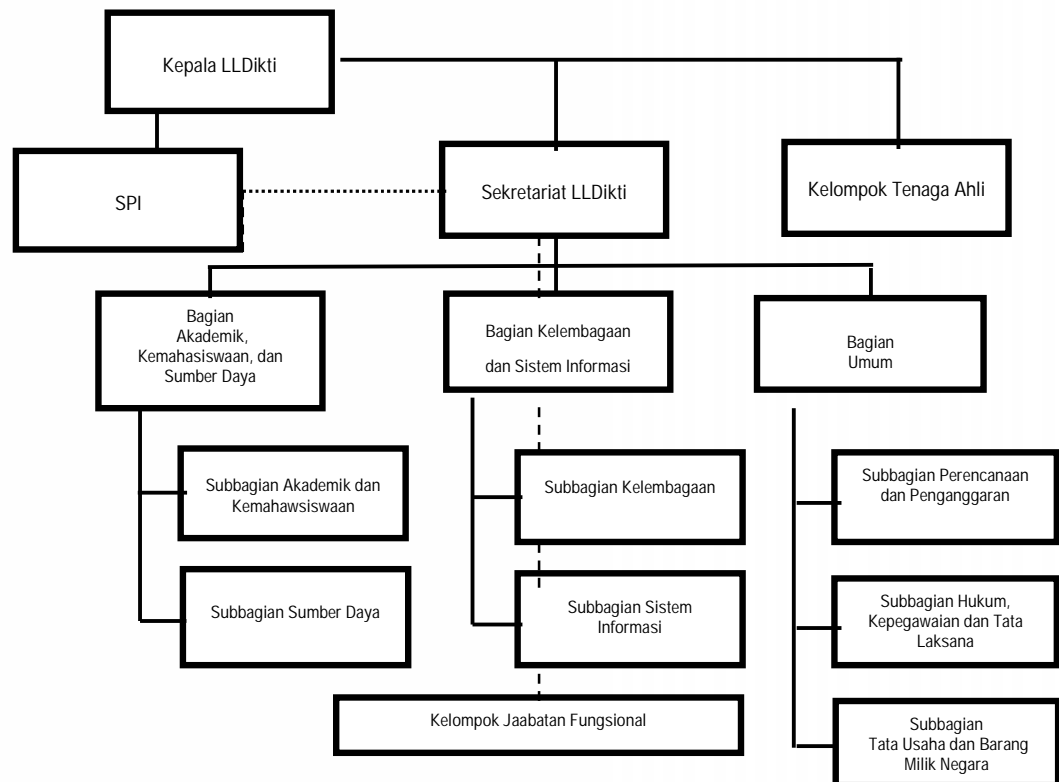 Kepala LLDikti
SPI
Sekretariat LLDikti
Kelompok Tenaga Ahli
Bagian
Akademik,
Kemahasiswaan, dan
Sumber Daya
Bagian Kelembagaan
dan Sistem Informasi
Bagian
Umum
Subbagian Akademik dan
Kemahawsiswaan
Subbagian Kelembagaan
Subbagian Perencanaan
dan Penganggaran
Subbagian Sumber Daya
Subbagian Sistem
Informasi
Subbagian Hukum,
Kepegawaian dan Tata
Laksana
Kelompok Jaabatan Fungsional
Subbagian
Tata Usaha dan Barang
Milik Negara